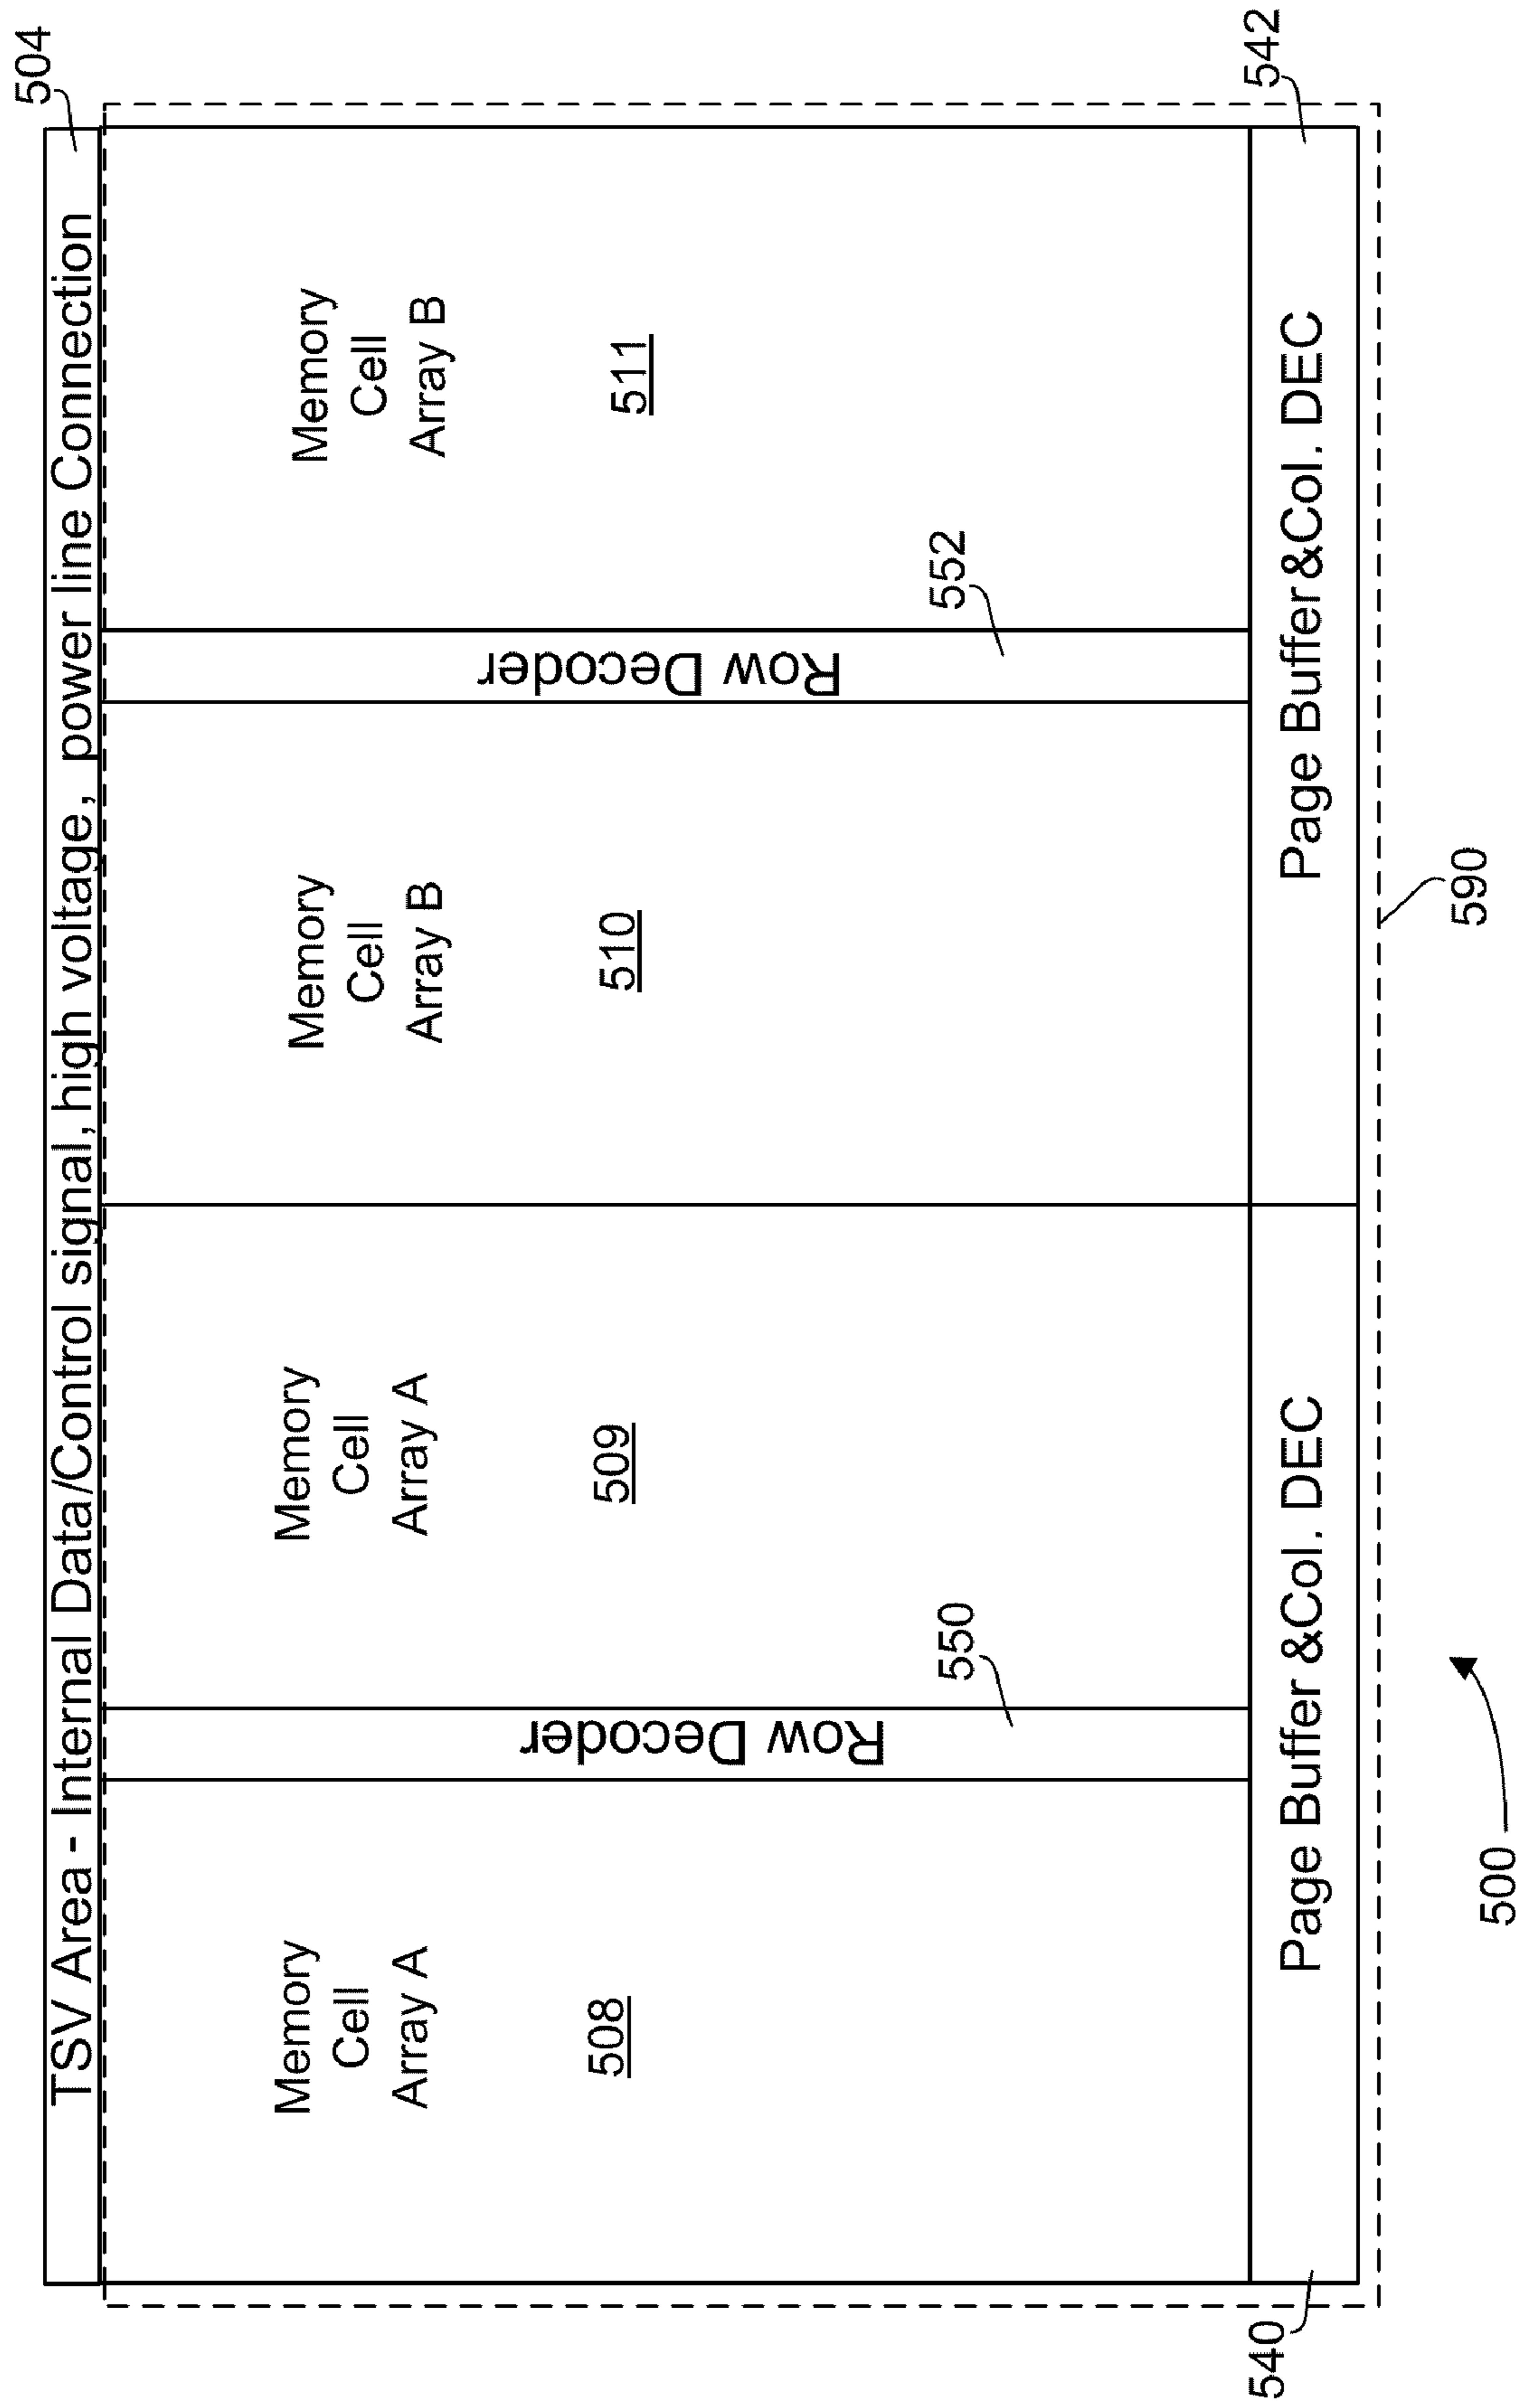 504
TSV Area - Internal Data/Control signal, high voltage, power line Connection
Memory
Cell
Array A
508
Row Decoder
550
Memory
Cell
Array A
509
Memory
Cell
Array B
510
Row Decoder
552
Memory
Cell
Array B
511
540
Page Buffer &Col. DEC
Page Buffer&Col. DEC
542
590
500